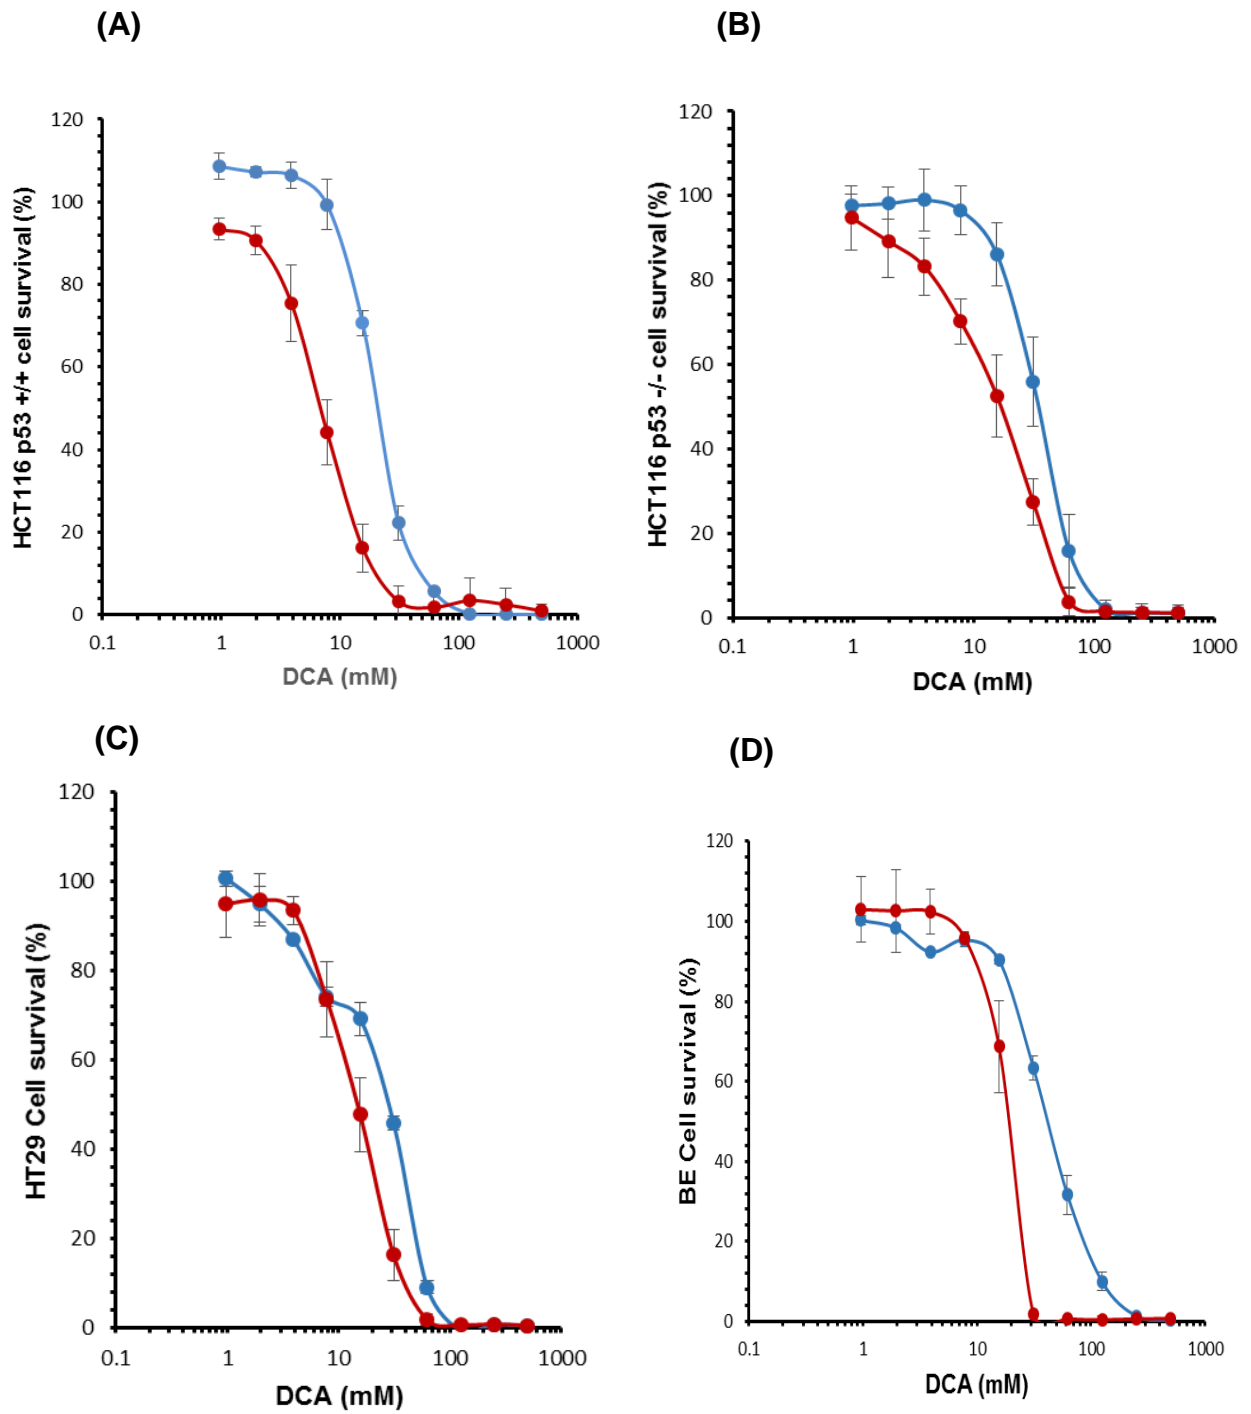 (A)
120
100
80
60
40
20
0
0.1 1 10 100 1000
HCT116 p53 +/+ cell survival (%)
DCA (mM)
(B)
120
100
80
60
40
20
0
0.1 1 10 100 1000
HCT116 p53 -/- cell survival (%)
DCA (mM)
(C)
120
100
80
60
40
20
0
0.1 1 10 100 1000
HT29 Cell survival (%)
DCA (mM)
(D)
120
100
80
60
40
20
0
0.1 1 10 100 1000
BE Cell survival (%)
DCA (mM)